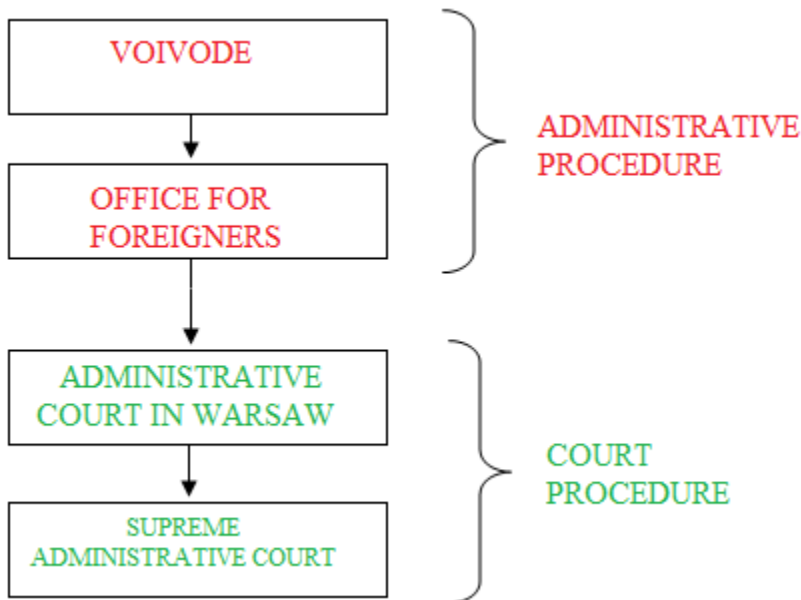 VOIVODE
OFFICE FOR
FOREIGNERS
ADMINISTRATIVE
PROCEDURE
ADMINISTRATIVE
COURT IN WARSAW
SUPREME
ADMINISTRATIVE COURT
COURT
PROCEDURE